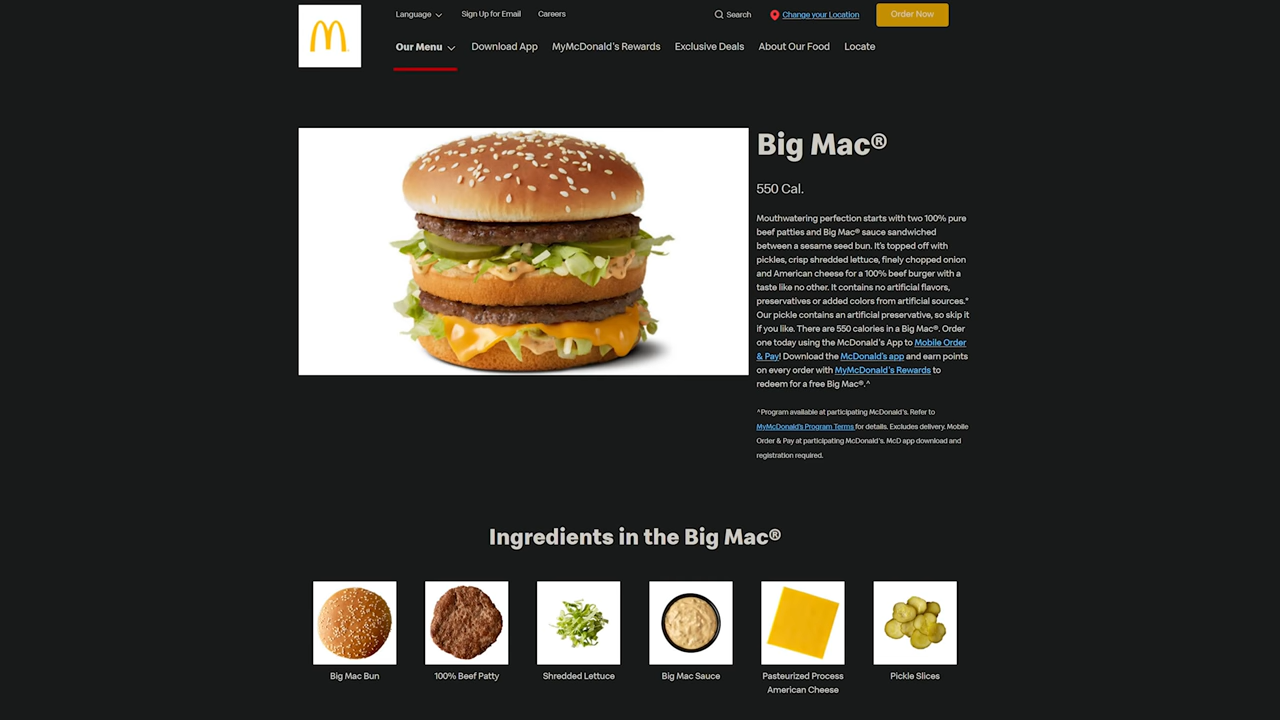 Language
Sign Up for Email
Careers
Search
Change your Location
Order Now
Our Menu
Download App
MyMcDonald's Rewards
Exclusive Deals
About Our Food
Locate
Big Mac®
550 Cal.
Mouthwatering perfection starts with two 100% pure
beef patties and Big Mac® sauce sandwiched
between a sesame seed bun. It's topped off with
pickles, crisp shredded lettuce, finely chopped onion
and American cheese for a 100% beef burger with a
taste like no other. It contains no artificial flavors,
preservatives or added colors from artificial sources.*
Our pickle contains an artificial preservative, so skip it
if you like. There are 550 calories in a Big Mac®. Order
one today using the McDonald's App to Mobile Order
& Pay! Download the McDonald's app and earn points
on every order with MyMcDonald's Rewards to
redeem for a free Big Mac®.^
^Program available at participating McDonald's. Refer to
MyMcDonald's Program Terms for details. Excludes delivery. Mobile
Order & Pay at participating McDonald's. McD app download and
registration required.
Ingredients in the Big Mac®
Big Mac Bun
100% Beef Patty
Shredded Lettuce
Big Mac Sauce
Pasteurized Process
American Cheese
Pickle Slices